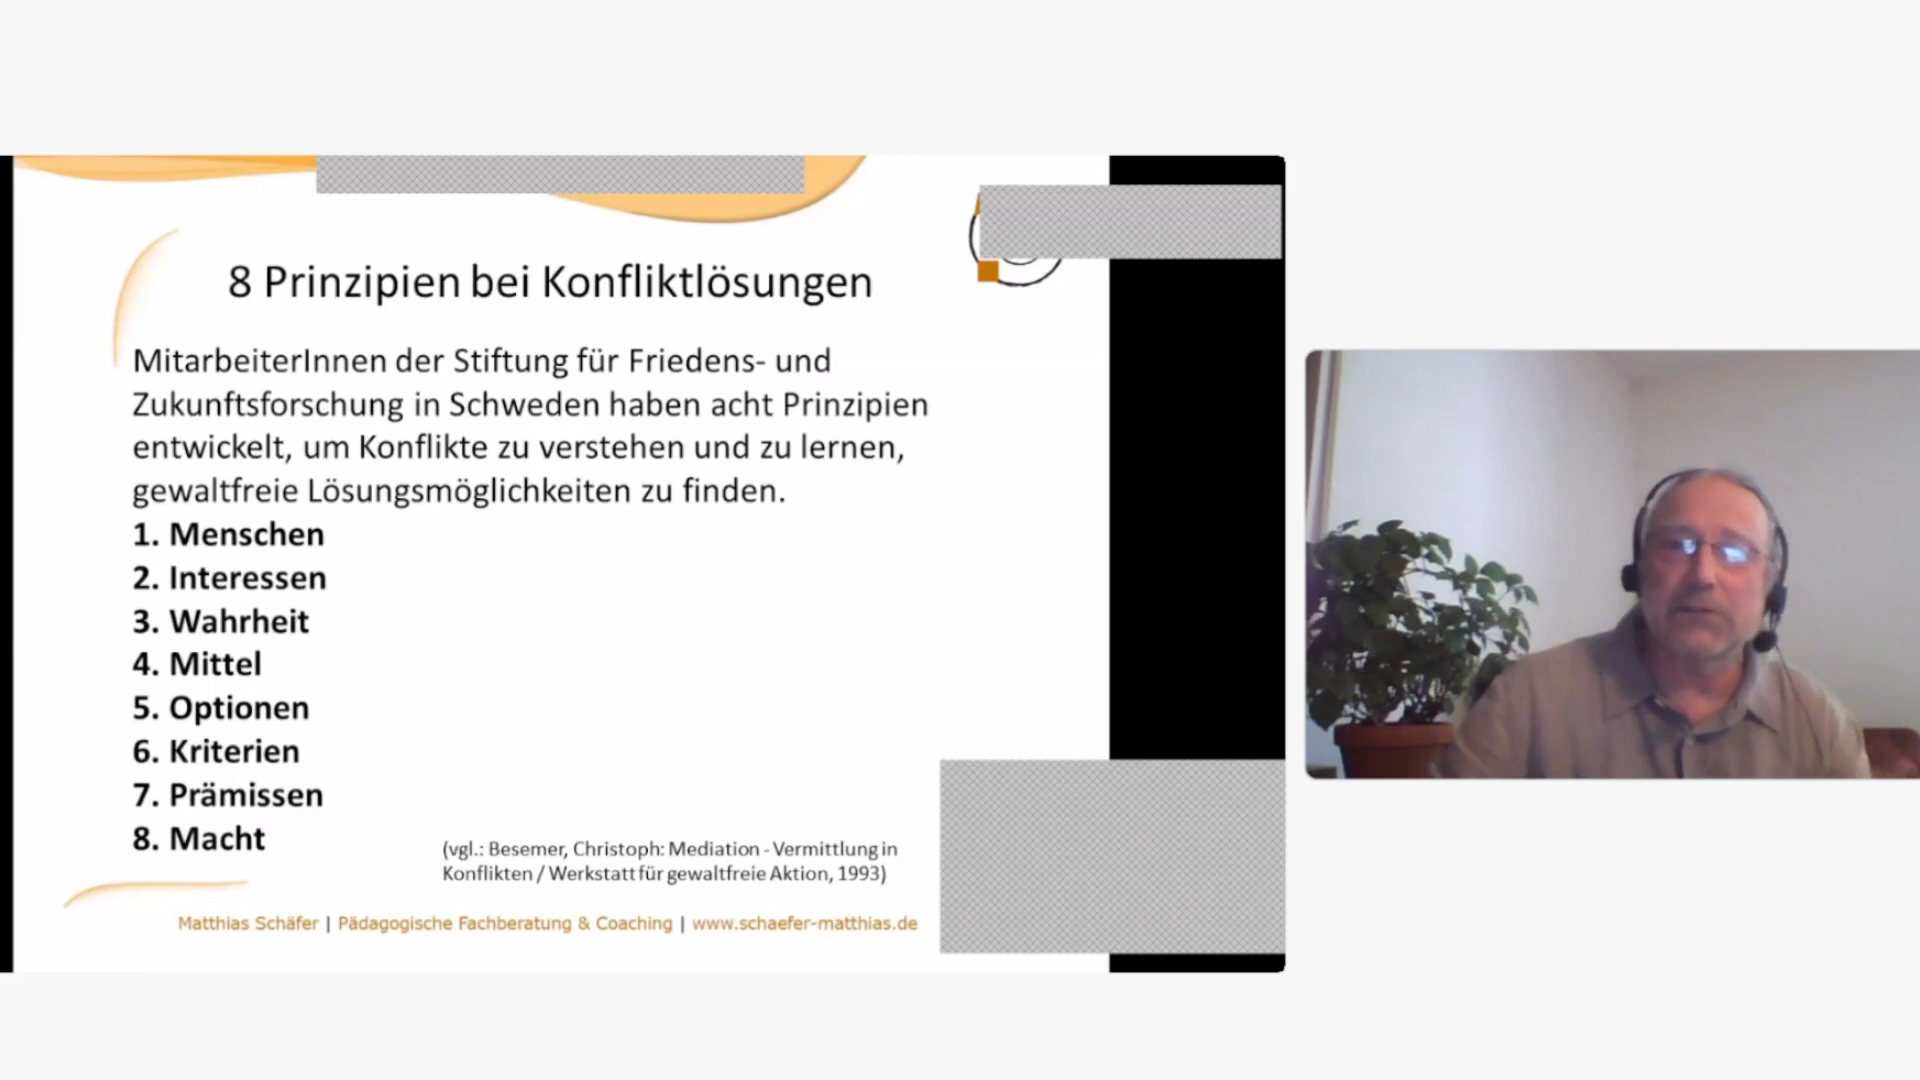 8 Prinzipien bei Konfliktlösungen
MitarbeiterInnen der Stiftung für Friedens- und
Zukunftsforschung in Schweden haben acht Prinzipien
entwickelt, um Konflikte zu verstehen und zu lernen,
gewaltfreie Lösungsmöglichkeiten zu finden.
1. Menschen
2. Interessen
3. Wahrheit
4. Mittel
5. Optionen
6. Kriterien
7. Prämissen
8. Macht
(vgl.: Besemer, Christoph: Mediation - Vermittlung in
Konflikten / Werkstatt für gewaltfreie Aktion, 1993)
Matthias Schäfer | Pädagogische Fachberatung & Coaching | www.schaefer-matthias.de